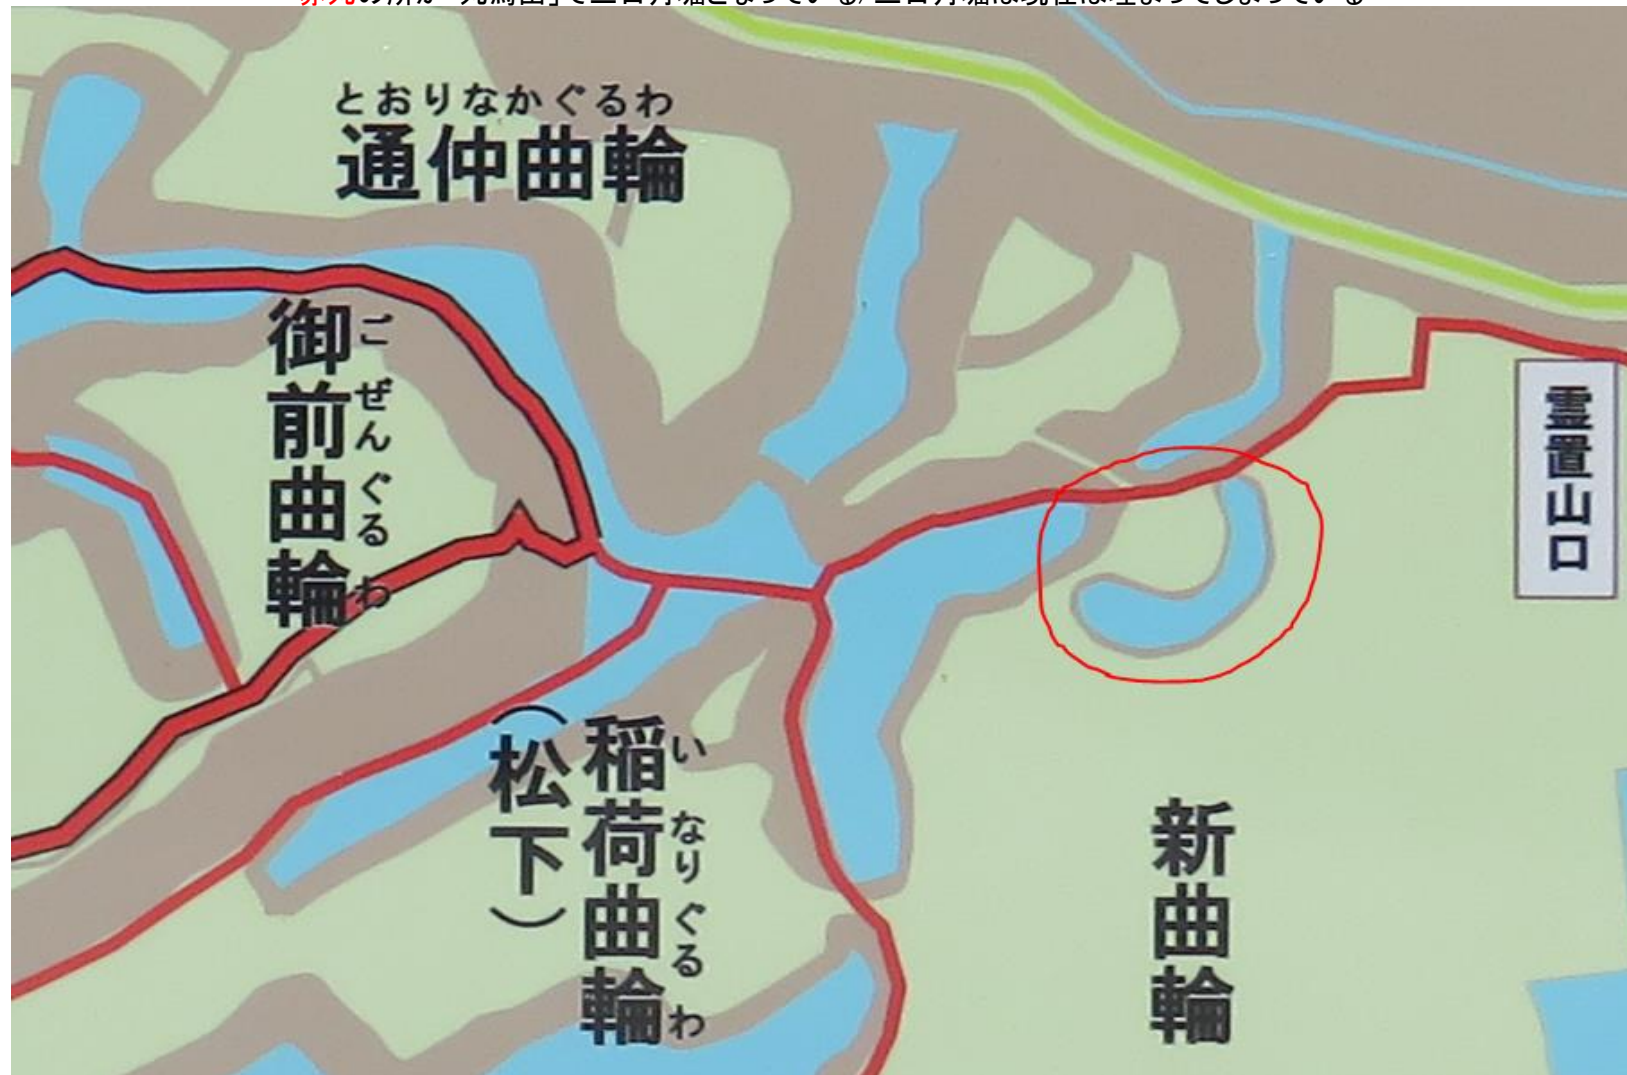 とおりなかぐるわ
通仲曲輪
御前曲輪
ごぜんぐるわ
霊置山口
稲荷曲輪
いなりぐるわ
（松下）
新曲輪